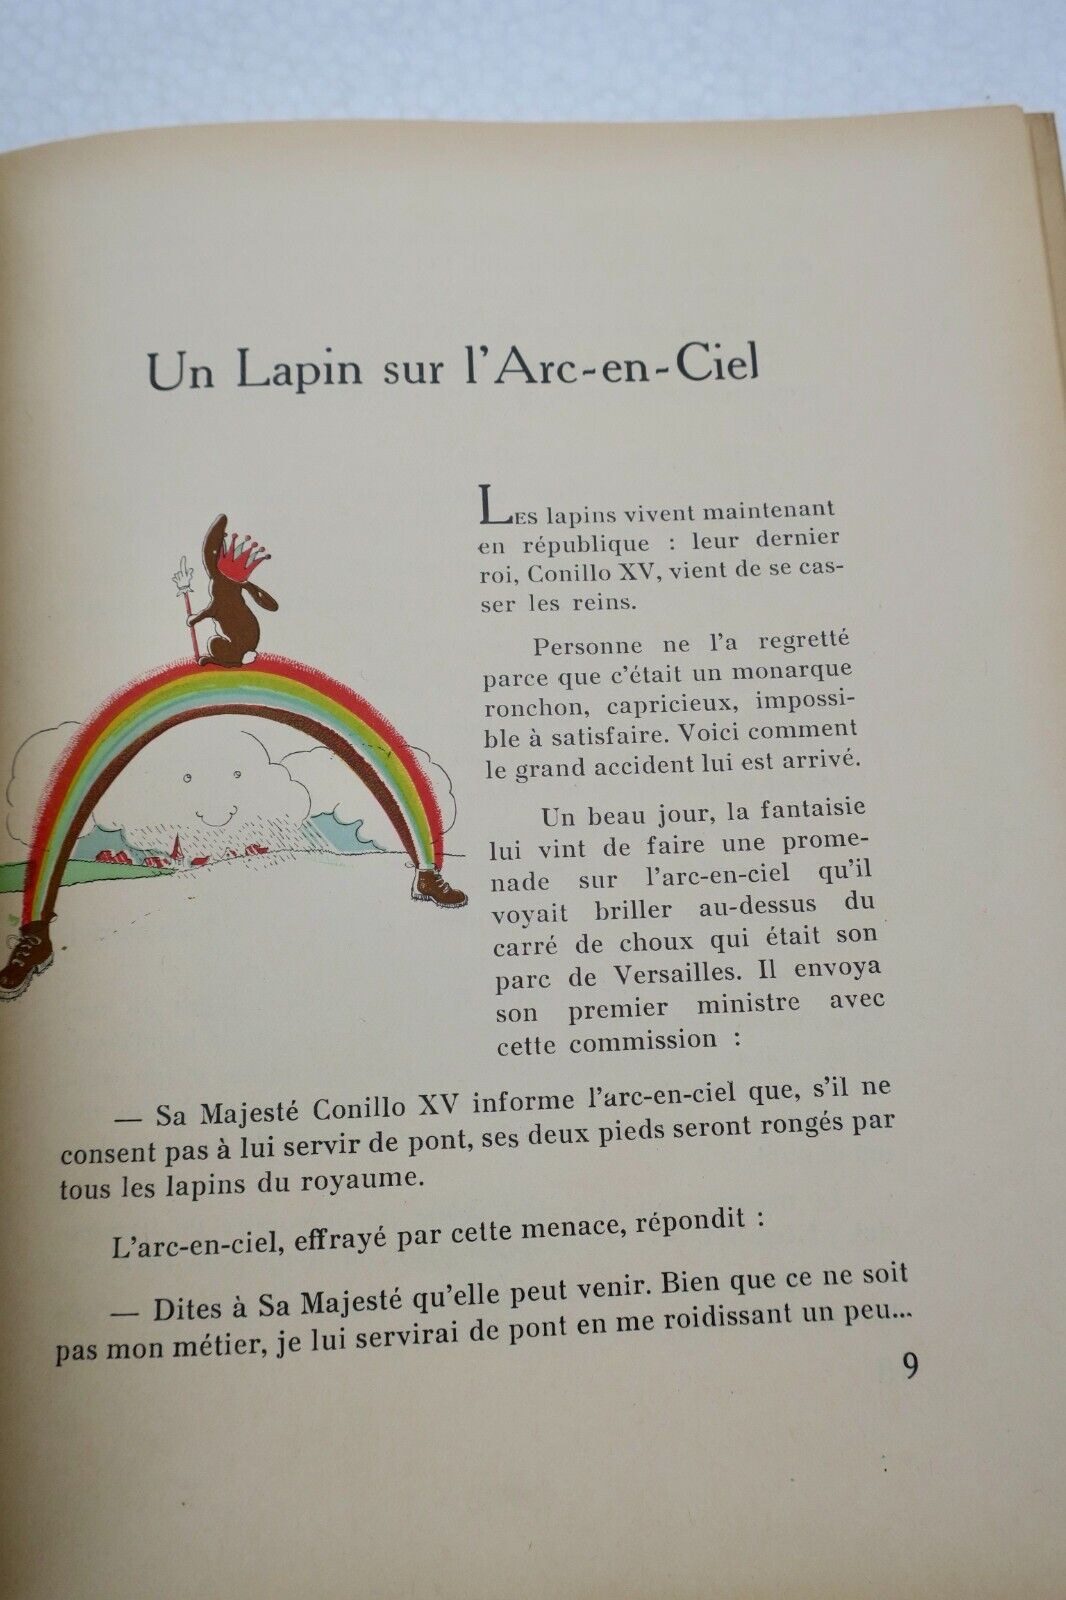 Un Lapin sur l'Arc-en-Ciel
LES lapins vivent maintenant
en république : leur dernier
roi, Conillo XV, vient de se cas-
ser les reins.
Personne ne l'a regretté
parce que c'était un monarque
ronchon, capricieux, impossi-
ble à satisfaire. Voici comment
le grand accident lui est arrivé.
Un beau jour, la fantaisie
lui vint de faire une prome-
nade sur l'arc-en-ciel qu'il
voyait briller au-dessus du
carré de choux qui était son
parc de Versailles. Il envoya
son premier ministre avec
cette commission :
— Sa Majesté Conillo XV informe l'arc-en-ciel que, s'il ne
consent pas à lui servir de pont, ses deux pieds seront rongés par
tous les lapins du royaume.
L'arc-en-ciel, effrayé par cette menace, répondit :
— Dites à Sa Majesté qu'elle peut venir. Bien que ce ne soit
pas mon métier, je lui servirai de pont en me roidissant un peu...
9